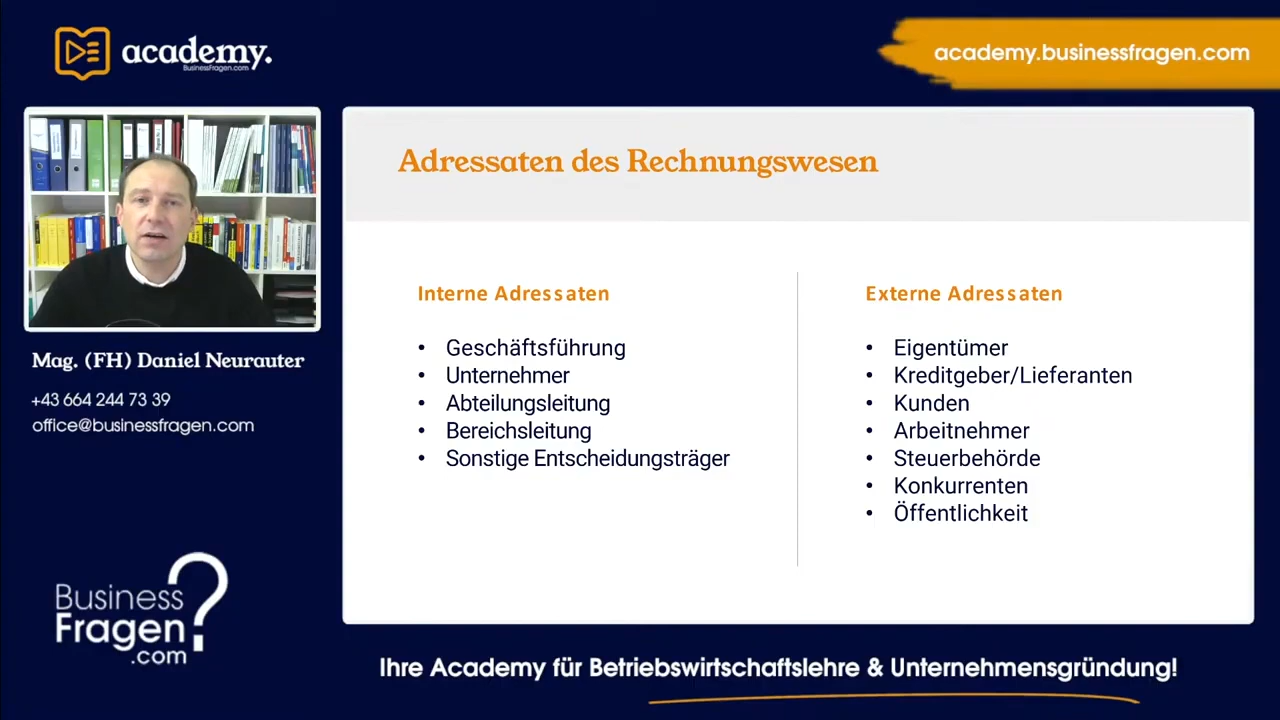 academy.
BusinessFragen.com
academy.businessfragen.com
Mag. (FH) Daniel Neurauter
+43 664 244 73 39
office@businessfragen.com
Business
Fragen
.com
?
Adressaten des Rechnungswesen
Interne Adressaten
• Geschäftsführung
• Unternehmer
• Abteilungsleitung
• Bereichsleitung
• Sonstige Entscheidungsträger
Externe Adressaten
• Eigentümer
• Kreditgeber/Lieferanten
• Kunden
• Arbeitnehmer
• Steuerbehörde
• Konkurrenten
• Öffentlichkeit
Ihre Academy für Betriebswirtschaftslehre & Unternehmensgründung!